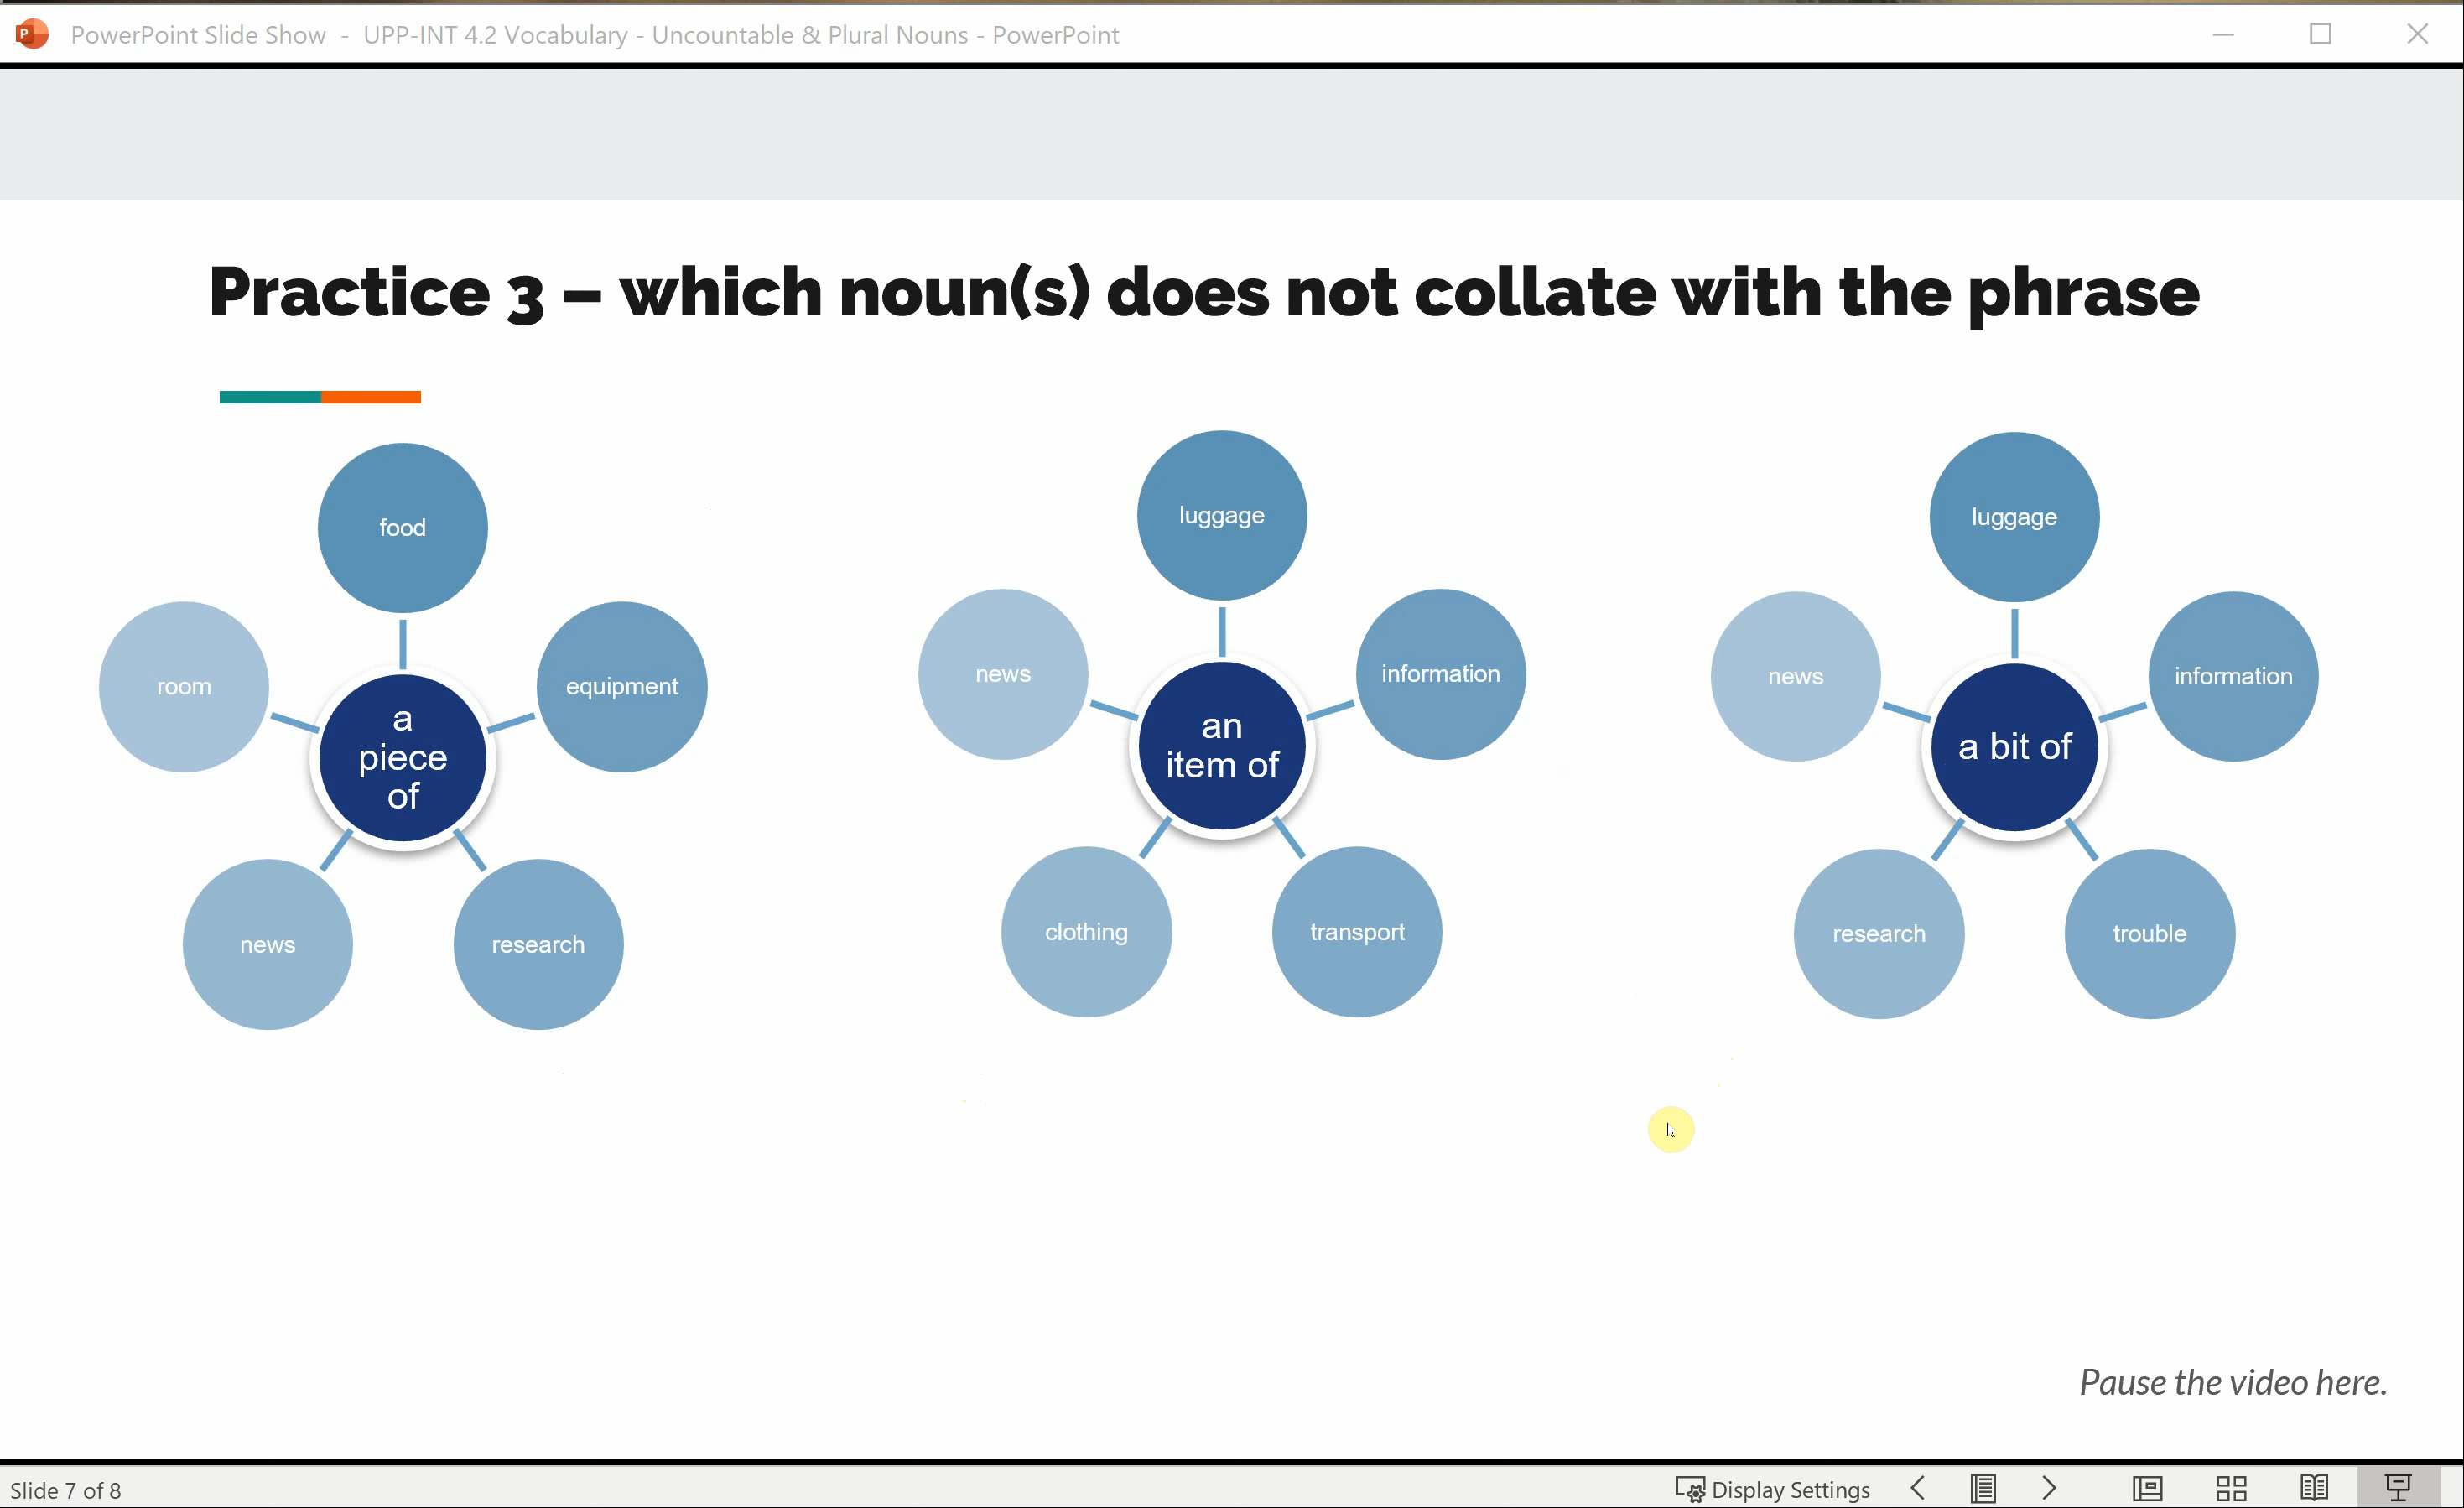 PowerPoint Slide Show - UPP-INT 4.2 Vocabulary - Uncountable & Plural Nouns - PowerPoint
Practice 3 – which noun(s) does not collate with the phrase
food
room
equipment
a
piece
of
news
research
luggage
news
information
an
item of
clothing
transport
luggage
news
information
a bit of
research
trouble
Pause the video here.
Slide 7 of 8
Display Settings